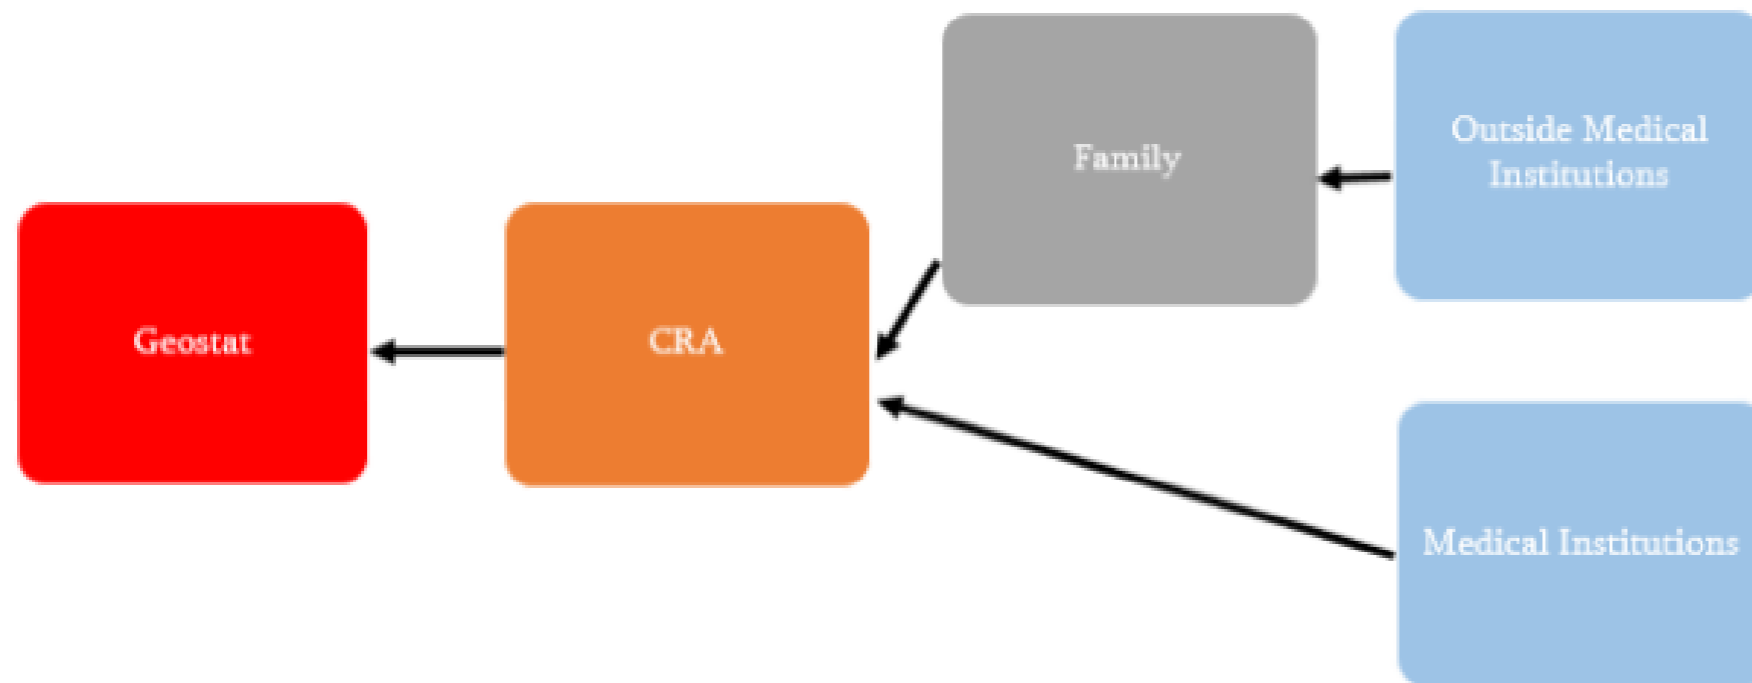 Family
Outside Medical
Institutions
Geostat
CRA
Medical Institutions